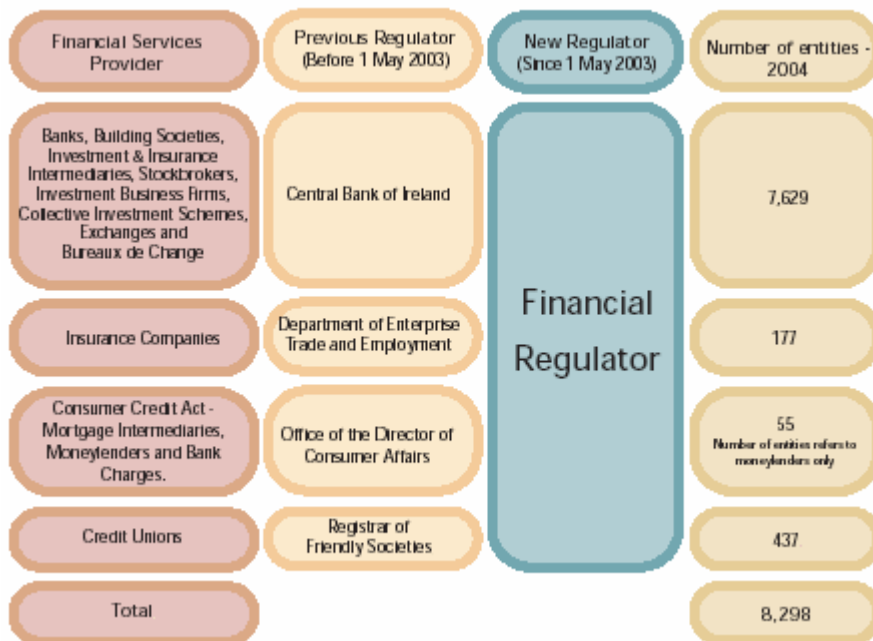 Financial Services
Provider
Previous Regulator
(Before 1 May 2003)
New Regulator
(Since 1 May 2003)
Number of entities -
2004
Banks, Building Societies,
Investment & Insurance
Intermediaries, Stockbrokers,
Investment Business Firms,
Collective Investment Schemes,
Exchanges and
Bureaux de Change
Central Bank of Ireland
Financial
Regulator
7,629
Insurance Companies
Department of Enterprise
Trade and Employment
177
Consumer Credit Act -
Mortgage Intermediaries,
Moneylenders and Bank
Charges.
Office of the Director of
Consumer Affairs
55
Number of entities refers to
moneylenders only
Credit Unions
Registrar of
Friendly Societies
437
Total
8,298